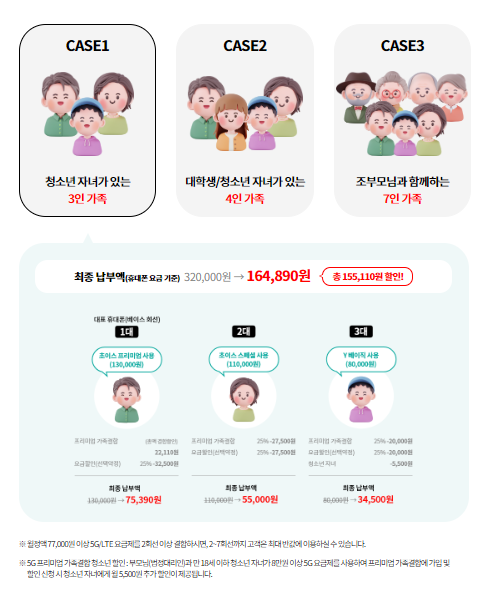 CASE1
CASE2
CASE3
청소년 자녀가 있는
3인 가족
대학생/청소년 자녀가 있는
4인 가족
조부모님과 함께하는
7인 가족
최종 납부액(휴대폰 요금 기준) 320,000원 → 164,890원
총 155,110원 할인!
대표 휴대폰(베이스 회선)
1대
2대
3대
초이스 프리미엄 사용
(130,000원)
초이스 스페셜 사용
(110,000원)
Y 베이직 사용
(80,000원)
프리미엄 가족결합
22,110원
요금할인(선택약정) 25% -32,500원
최종 납부액
130,000원 → 75,390원
프리미엄 가족결합 25% -27,500원
요금할인(선택약정) 25% -27,500원
최종 납부액
110,000원 → 55,000원
프리미엄 가족결합 25% -20,000원
요금할인(선택약정) 25% -20,000원
청소년 자녀 -5,500원
최종 납부액
80,000원 → 34,500원
※ 월정액 77,000원 이상 5G/LTE 요금제를 2회선 이상 결합하시면, 2~7회선까지 고객은 최대 반값에 이용하실 수 있습니다.
※ 5G 프리미엄 가족결합 청소년 할인 : 부모님(법정대리인)과 만 18세 이하 청소년 자녀가 8만원 이상 5G 요금제를 사용하며 프리미엄 가족결합에 가입 및
할인 신청 시 청소년 자녀에게 월 5,500원 추가 할인이 제공됩니다.